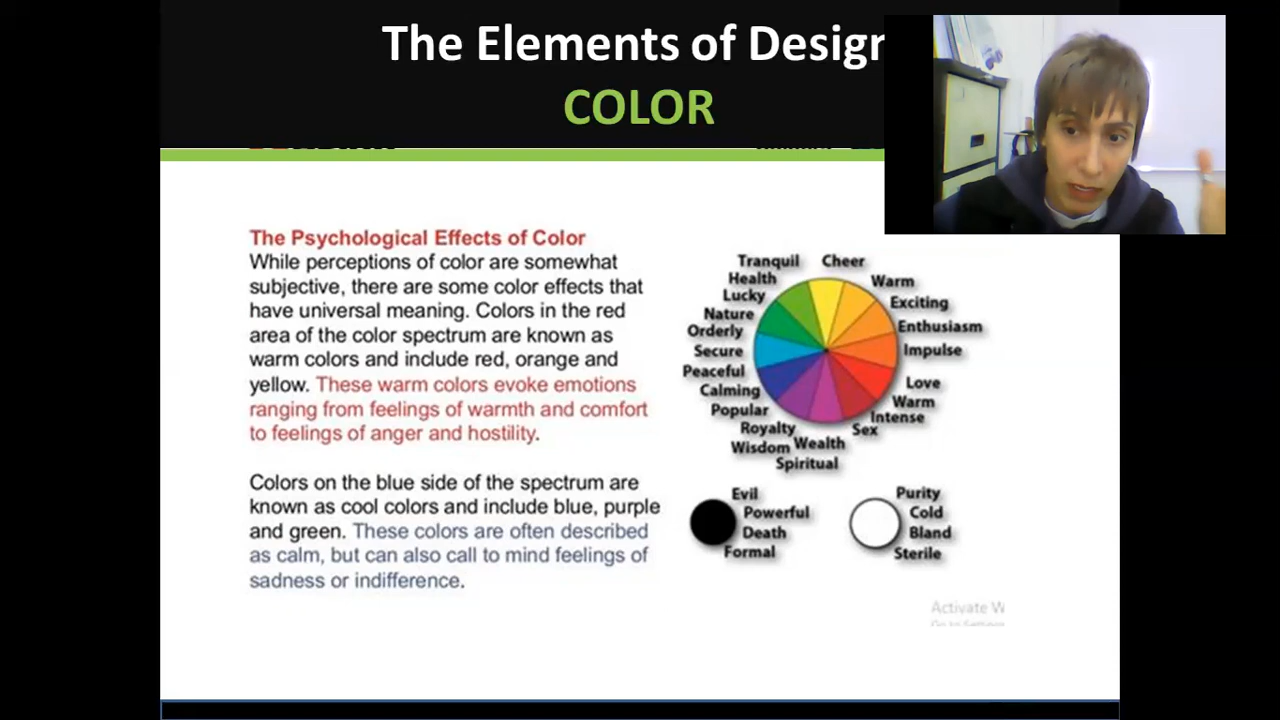 The Elements of Design
COLOR
The Psychological Effects of Color
While perceptions of color are somewhat
subjective, there are some color effects that
have universal meaning. Colors in the red
area of the color spectrum are known as
warm colors and include red, orange and
yellow. These warm colors evoke emotions
ranging from feelings of warmth and comfort
to feelings of anger and hostility.
Colors on the blue side of the spectrum are
known as cool colors and include blue, purple
and green. These colors are often described
as calm, but can also call to mind feelings of
sadness or indifference.
Tranquil
Cheer
Health
Warm
Lucky
Exciting
Nature
Enthusiasm
Orderly
Secure
Impulse
Peaceful
Love
Calming
Warm
Popular
Intense
Royalty
Sex
Wisdom
Wealth
Spiritual
Evil
Powerful
Death
Formal
Purity
Cold
Bland
Sterile
Activate W